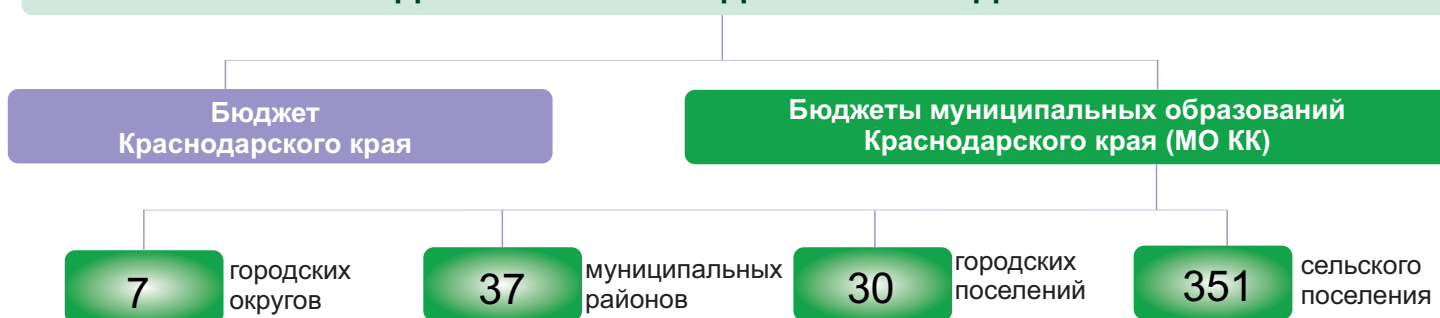 Бюджет
Краснодарского края
Бюджеты муниципальных образований
Краснодарского края (МО КК)
7
городских
округов
37
муниципальных
районов
30
городских
поселений
351
сельского
поселения